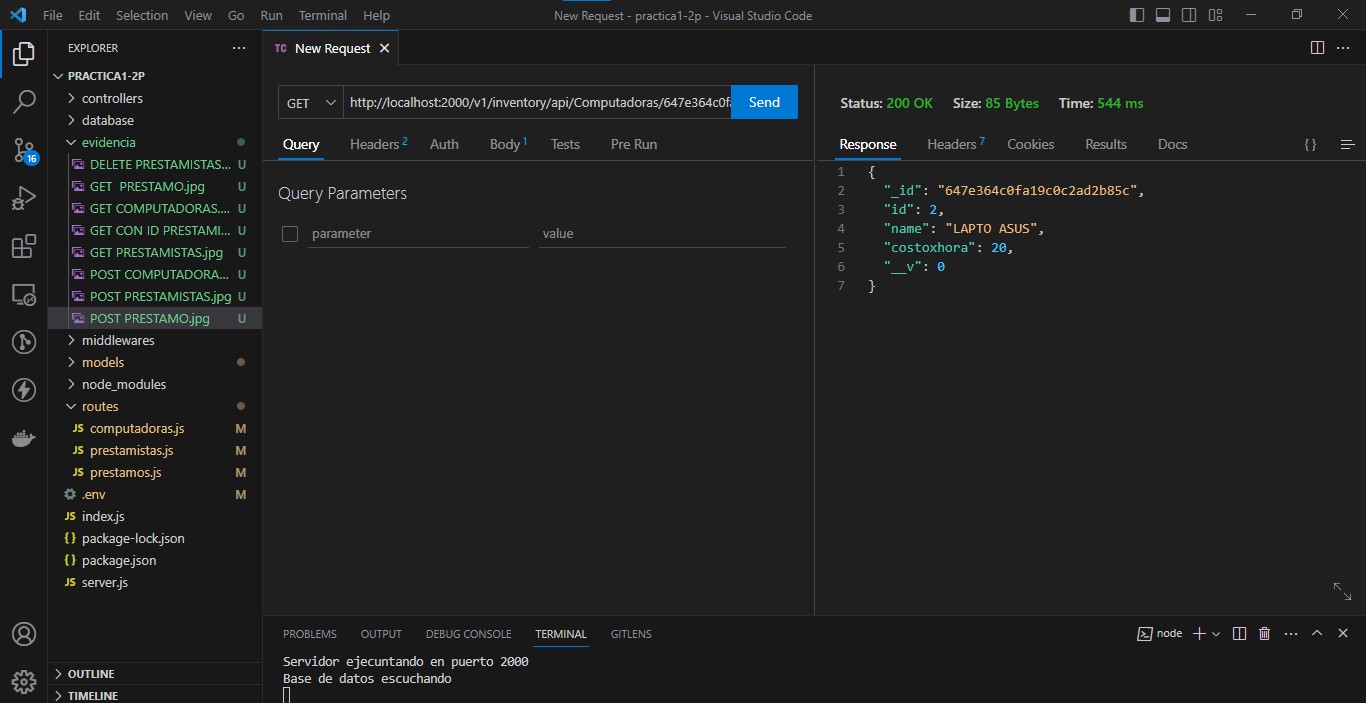 File Edit Selection View Go Run Terminal Help
New Request - practica1-2p - Visual Studio Code
EXPLORER
PRACTICA1-2P
controllers
database
evidencia
DELETE PRESTAMISTAS... U
GET PRESTAMO.jpg U
GET COMPUTADORAS.... U
GET CON ID PRESTAMI... U
GET PRESTAMISTAS.jpg U
POST COMPUTADORA... U
POST PRESTAMISTAS.jpg U
POST PRESTAMO.jpg U
middlewares
models
node_modules
routes
JS computadoras.js M
JS prestamistas.js M
JS prestamos.js M
.env M
JS index.js
{} package-lock.json
{} package.json
JS server.js
OUTLINE
TIMELINE
16
TC New Request
GET http://localhost:2000/v1/inventory/api/Computadoras/647e364c0f Send
Query Headers 2 Auth Body 1 Tests Pre Run
Query Parameters
parameter value
Status: 200 OK Size: 85 Bytes Time: 544 ms
Response Headers 7 Cookies Results Docs {}
1 {
2 "_id": "647e364c0fa19c0c2ad2b85c",
3 "id": 2,
4 "name": "LAPTO ASUS",
5 "costoxhora": 20,
6 "__v": 0
7 }
PROBLEMS OUTPUT DEBUG CONSOLE TERMINAL GITLENS
node
Servidor ejecuntando en puerto 2000
Base de datos escuchando